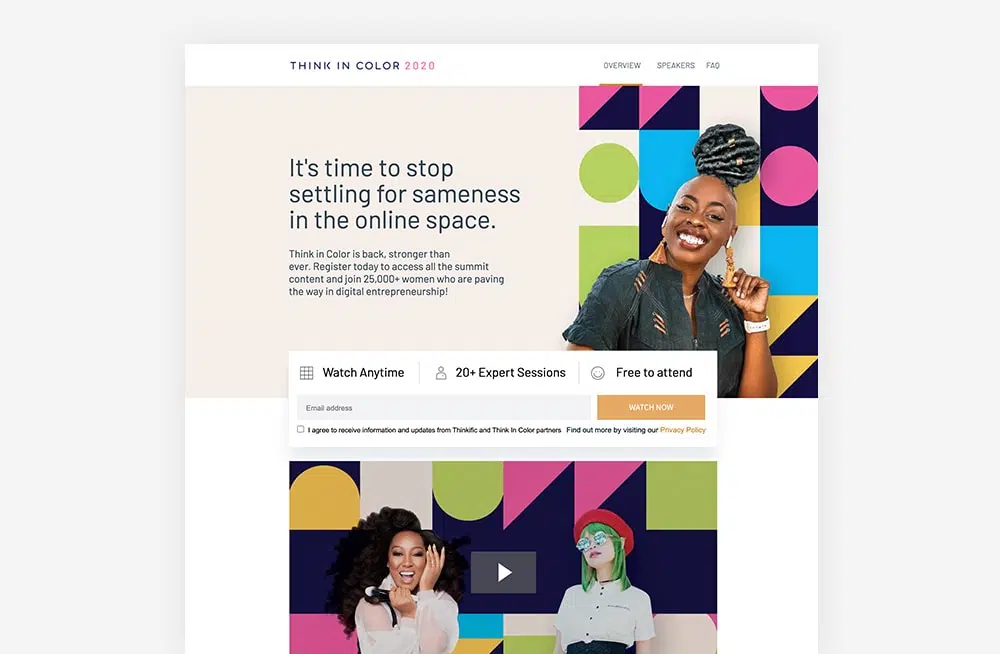 THINK IN COLOR 2020
OVERVIEW SPEAKERS FAQ
It's time to stop
settling for sameness
in the online space.
Think in Color is back, stronger than
ever. Register today to access all the summit
content and join 25,000+ women who are paving
the way in digital entrepreneurship!
Watch Anytime 20+ Expert Sessions Free to attend
Email address WATCH NOW
I agree to receive information and updates from Thinkific and Think In Color partners Find out more by visiting our Privacy Policy